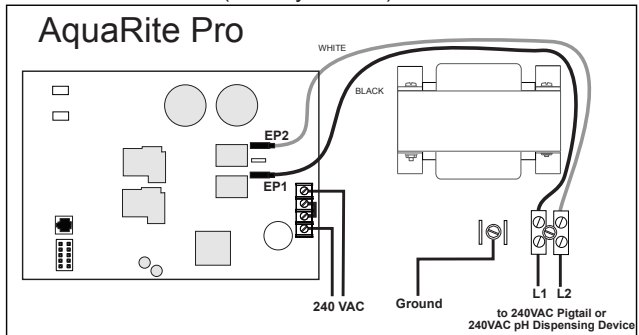 AquaRite Pro
WHITE
BLACK
EP2
EP1
240 VAC
Ground
L1 L2
to 240VAC Pigtail or
240VAC pH Dispensing Device